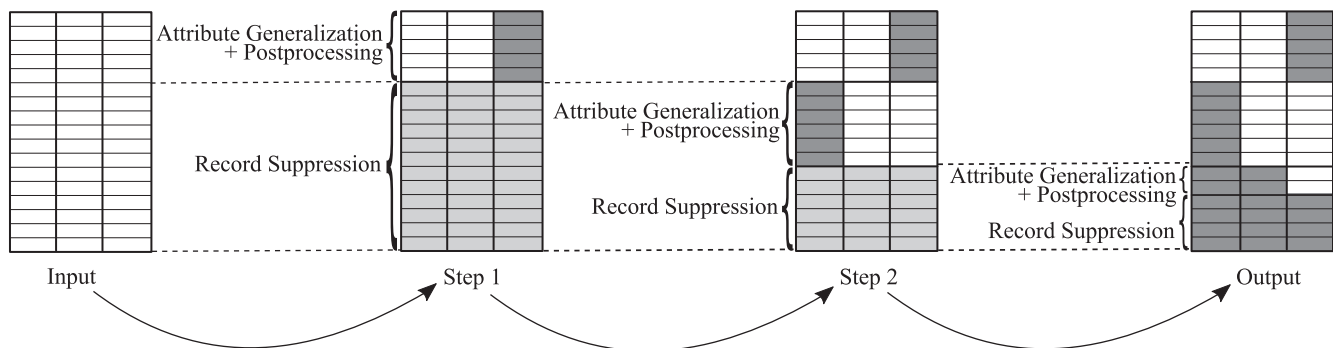 Attribute Generalization
+ Postprocessing
Record Suppression
Attribute Generalization
+ Postprocessing
Record Suppression
Attribute Generalization
+ Postprocessing
Record Suppression
Input
Step 1
Step 2
Output